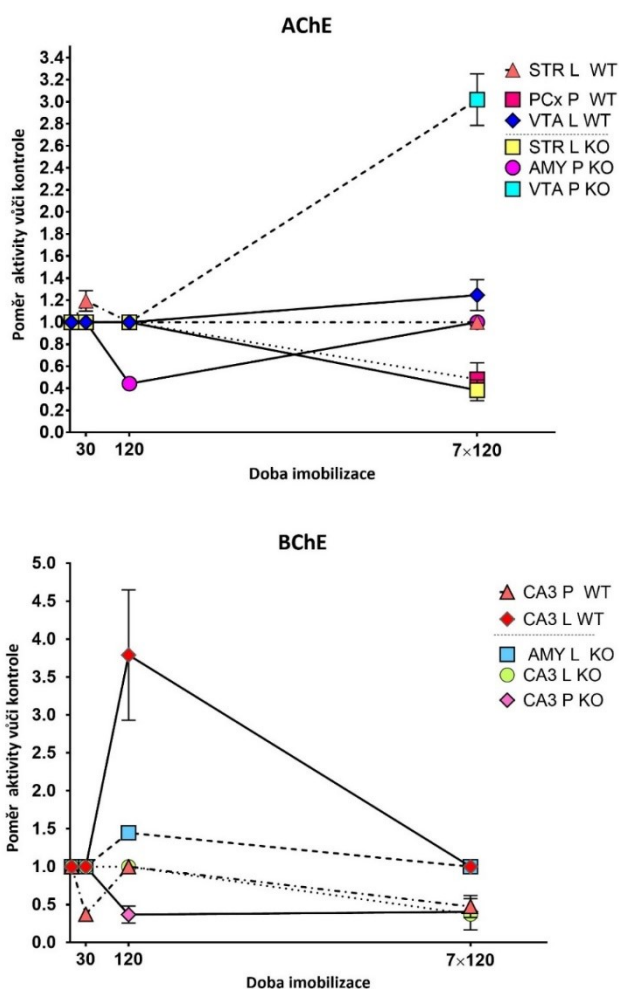 AChE
Poměr aktivity vůči kontrole
3.4
3.2
3.0
2.8
2.6
2.4
2.2
2.0
1.8
1.6
1.4
1.2
1.0
0.8
0.6
0.4
0.2
0.0
30 120 7×120
Doba imobilizace
STR L WT
PCx P WT
VTA L WT
STR L KO
AMY P KO
VTA P KO
BChE
Poměr aktivity vůči kontrole
5.0
4.5
4.0
3.5
3.0
2.5
2.0
1.5
1.0
0.5
0.0
30 120 7×120
Doba imobilizace
CA3 P WT
CA3 L WT
AMY L KO
CA3 L KO
CA3 P KO